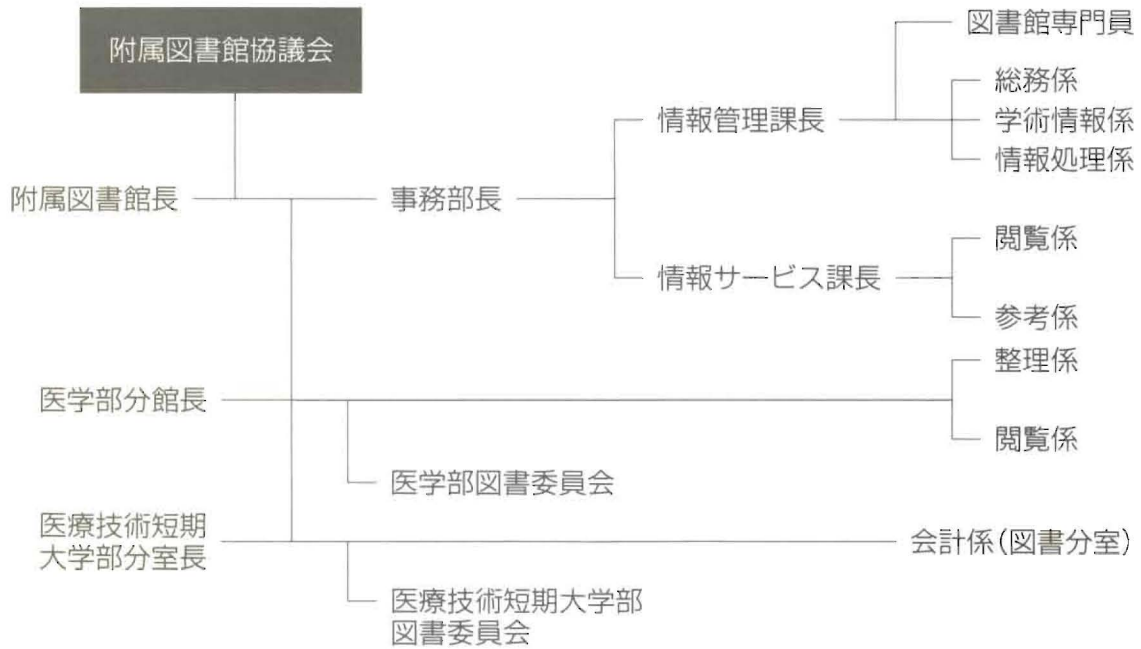 附属図書館協議会
図書館専門員
総務係
情報管理課長
学術情報係
情報処理係
附属図書館長
事務部長
閲覧係
情報サービス課長
参考係
整理係
医学部分館長
閲覧係
医学部図書委員会
医療技術短期
大学部分室長
会計係(図書分室)
医療技術短期大学部
図書委員会